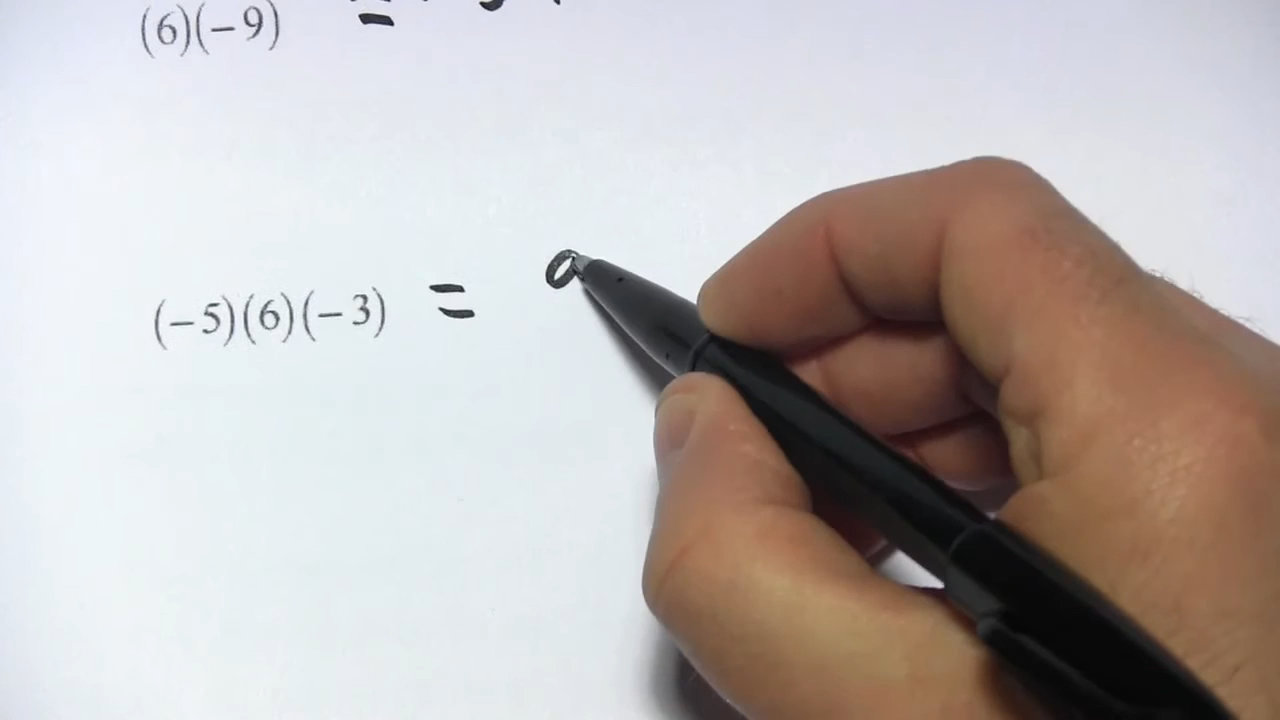 (6)(-9) =
(-5)(6)(-3) =